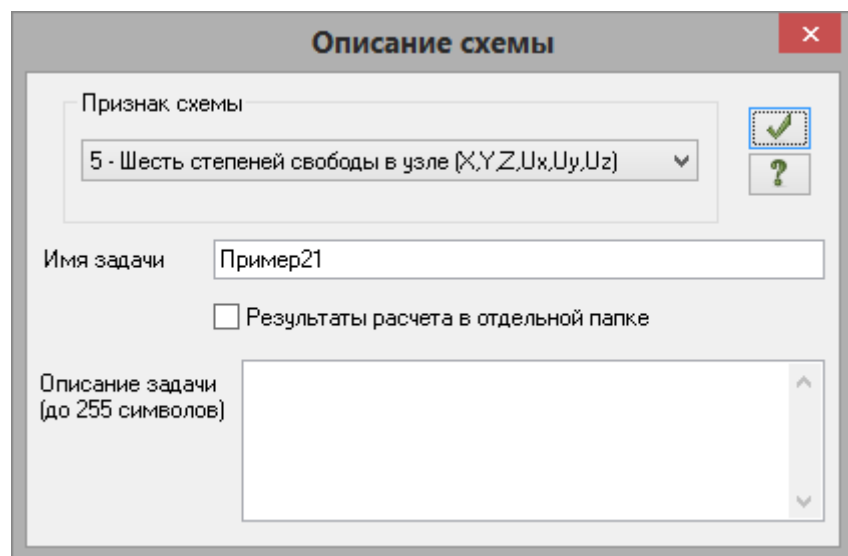 Описание схемы
Признак схемы
5 - Шесть степеней свободы в узле (X,Y,Z,Ux,Uy,Uz)
Имя задачи
Пример21
Результаты расчета в отдельной папке
Описание задачи
(до 255 символов)